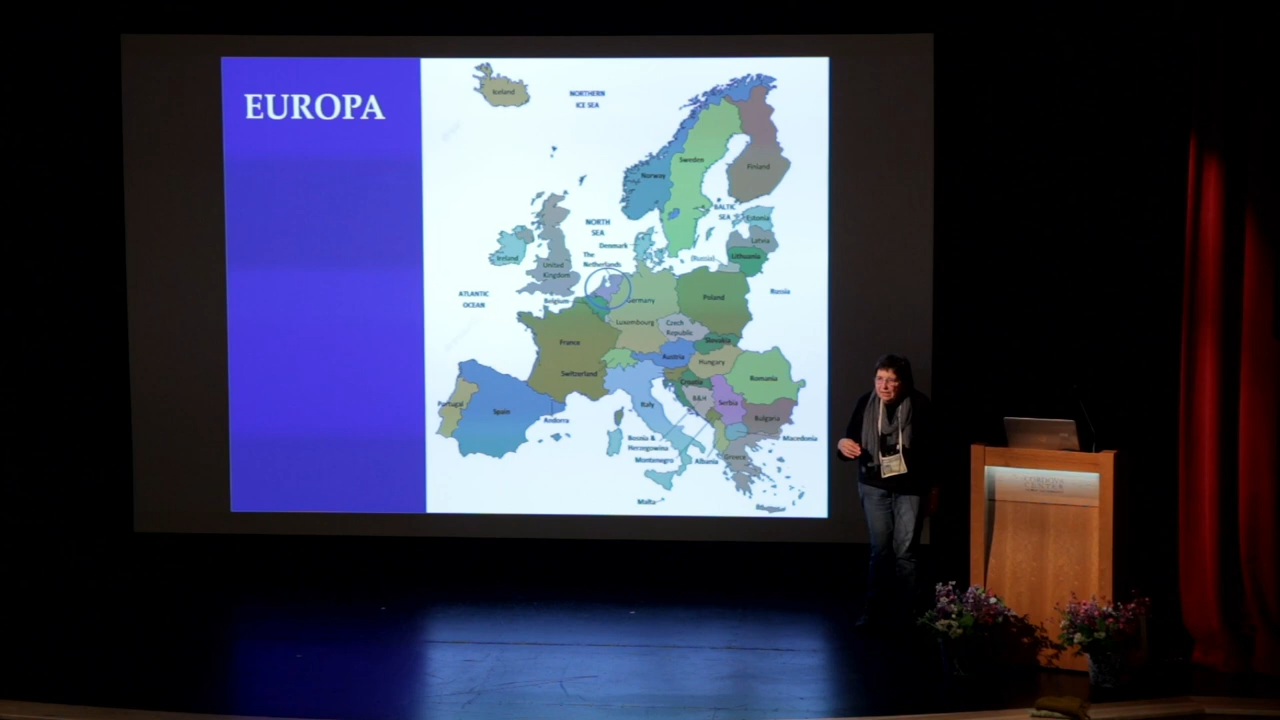 EUROPA
Iceland
NORTHERN
ICE SEA
Sweden
Finland
Norway
BALTIC
SEA
Estonia
NORTH
SEA
Latvia
Denmark
Ireland
The
Netherlands
(Russia)
Lithuania
United
Kingdom
ATLANTIC
OCEAN
Belgium
Germany
Poland
Russia
Luxembourg
Czech
Republic
France
Slovakia
Austria
Hungary
Switzerland
Croatia
Romania
Portugal
Spain
Italy
B&H
Serbia
Andorra
Bulgaria
Bosnia &
Herzegovina
Macedonia
Montenegro
Albania
Greece
Malta
CORDOVA
CENTER